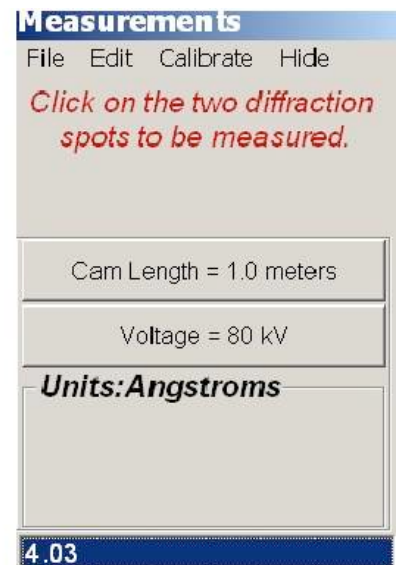 Measurements
File Edit Calibrate Hide
Click on the two diffraction
spots to be measured.
Cam Length = 1.0 meters
Voltage = 80 kV
Units:Angstroms
4.03